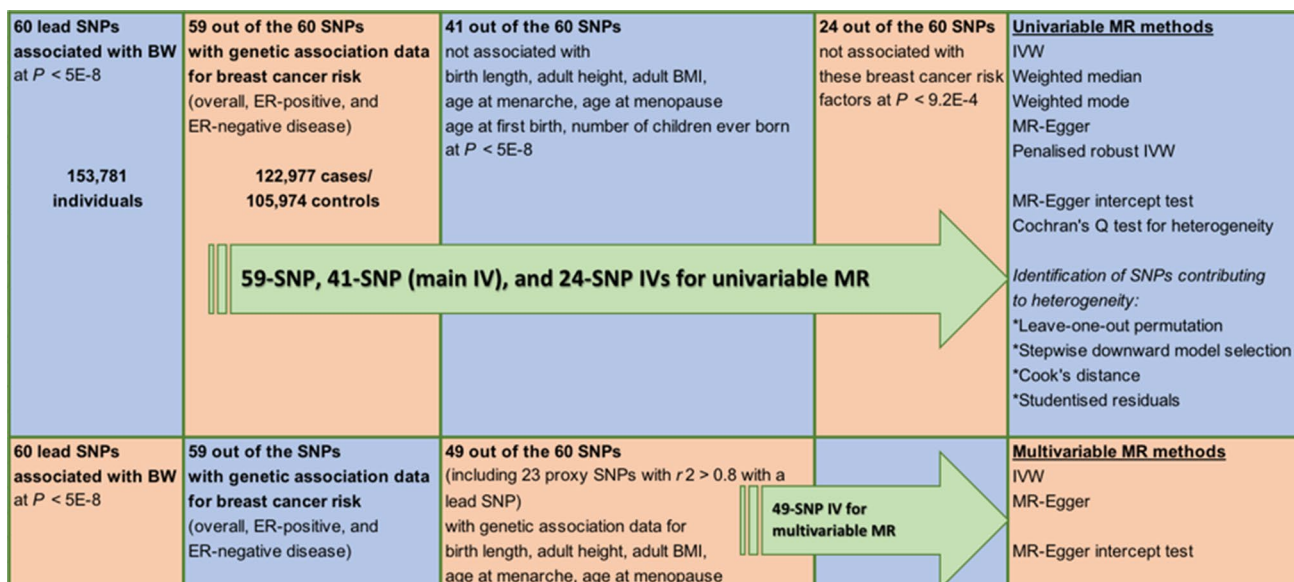 60 lead SNPs
associated with BW
at P < 5E-8
153,781
individuals
59 out of the 60 SNPs
with genetic association data
for breast cancer risk
(overall, ER-positive, and
ER-negative disease)
122,977 cases/
105,974 controls
41 out of the 60 SNPs
not associated with
birth length, adult height, adult BMI,
age at menarche, age at menopause
age at first birth, number of children ever born
at P < 5E-8
24 out of the 60 SNPs
not associated with
these breast cancer risk
factors at P < 9.2E-4
Univariable MR methods
IVW
Weighted median
Weighted mode
MR-Egger
Penalised robust IVW
MR-Egger intercept test
Cochran's Q test for heterogeneity
Identification of SNPs contributing
to heterogeneity:
*Leave-one-out permutation
*Stepwise downward model selection
*Cook's distance
*Studentised residuals
59-SNP, 41-SNP (main IV), and 24-SNP IVs for univariable MR
60 lead SNPs
associated with BW
at P < 5E-8
59 out of the SNPs
with genetic association data
for breast cancer risk
(overall, ER-positive, and
ER-negative disease)
49 out of the 60 SNPs
(including 23 proxy SNPs with r 2 > 0.8 with a
lead SNP)
with genetic association data for
birth length, adult height, adult BMI,
age at menarche, age at menopause
49-SNP IV for
multivariable MR
Multivariable MR methods
IVW
MR-Egger
MR-Egger intercept test